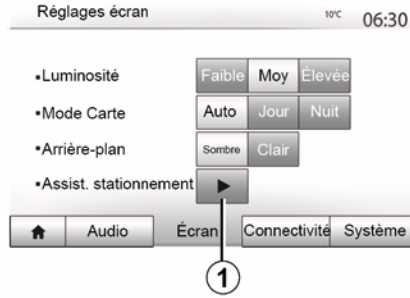 Réglages écran 10°C 06:30
▪Luminosité Faible Moy Élevée
▪Mode Carte Auto Jour Nuit
▪Arrière-plan Sombre Clair
▪Assist. stationnement
Audio Écran Connectivité Système
1